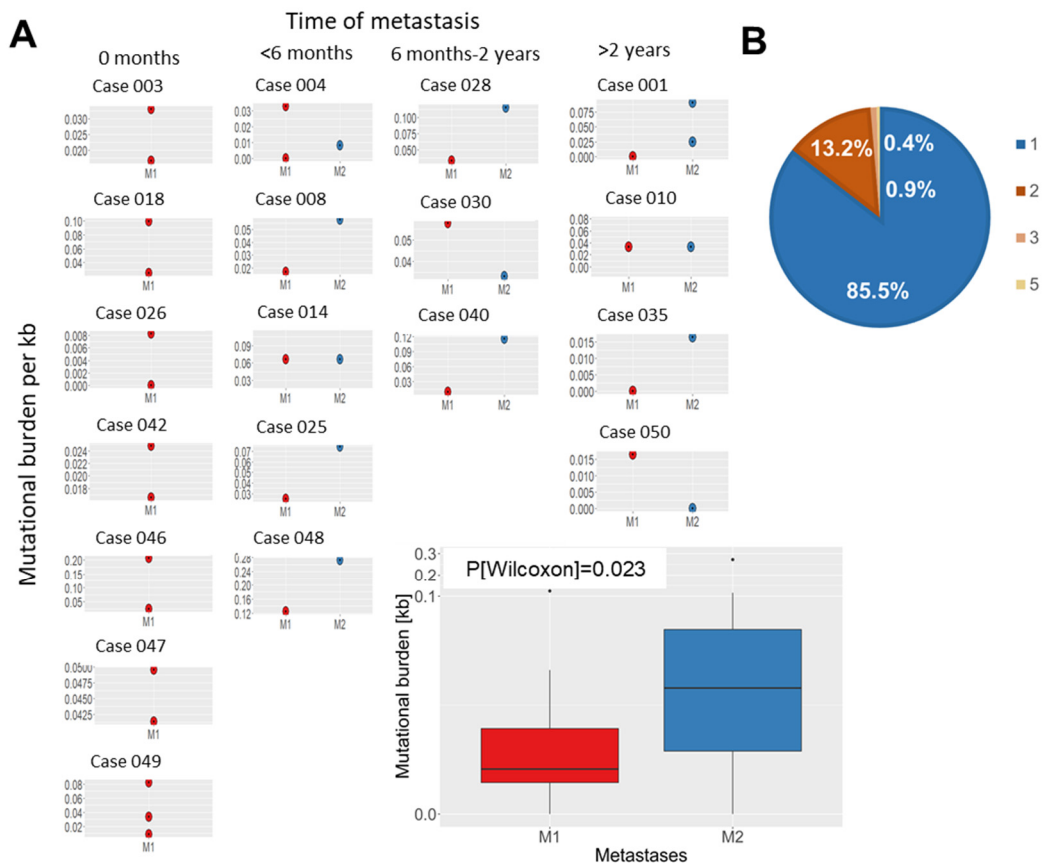 A
Time of metastasis
0 months
<6 months
6 months-2 years
>2 years
Mutational burden per kb
Case 003
0.030
0.020
M1
Case 004
0.03
0.02
0.01
0.00
M1 M2
Case 028
0.100
0.050
M1 M2
Case 001
0.075
0.050
0.025
0.000
M1 M2
Case 018
0.10
0.08
0.06
0.04
M1
Case 008
0.05
0.04
0.03
0.02
M1 M2
Case 030
0.05
0.04
M1 M2
Case 010
0.08
0.06
0.04
0.02
0.00
M1 M2
Case 026
0.008
0.006
0.004
0.002
0.000
M1
Case 014
0.09
0.06
0.03
M1 M2
Case 040
0.12
0.09
0.06
0.03
M1 M2
Case 035
0.015
0.010
0.005
0.000
M1 M2
Case 042
0.024
0.022
0.020
0.018
M1
Case 025
0.07
0.06
0.05
0.04
0.03
M1 M2
Case 050
0.015
0.010
0.005
0.000
M1 M2
Case 046
0.20
0.15
0.10
0.05
M1
Case 048
0.28
0.24
0.20
0.16
0.12
M1 M2
Case 047
0.0500
0.0475
0.0450
0.0425
M1
Case 049
0.08
0.06
0.04
0.02
M1
P[Wilcoxon]=0.023
Mutational burden [kb]
0.3
0.2
0.1
0.0
M1 M2
Metastases
B
13.2%
0.4%
0.9%
85.5%
1
2
3
5